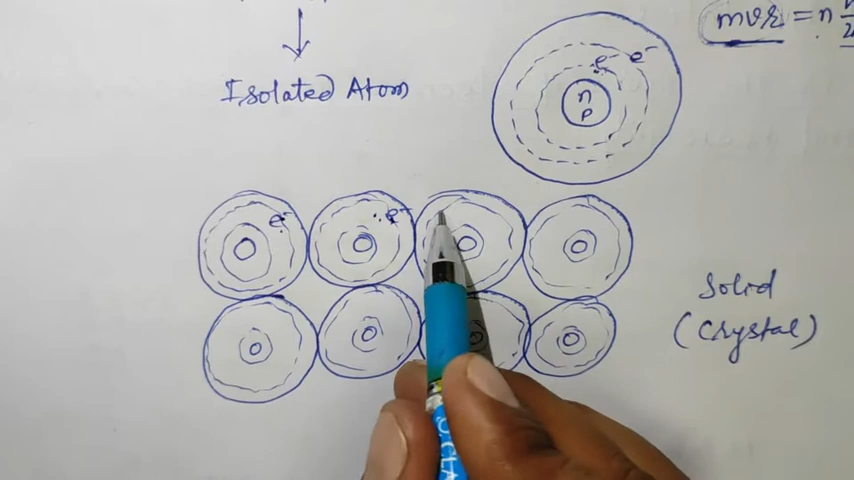 mvr = n
Isolated Atom
e⁻ e⁻
n
P
e⁻ e⁻
Solid
(Crystal)